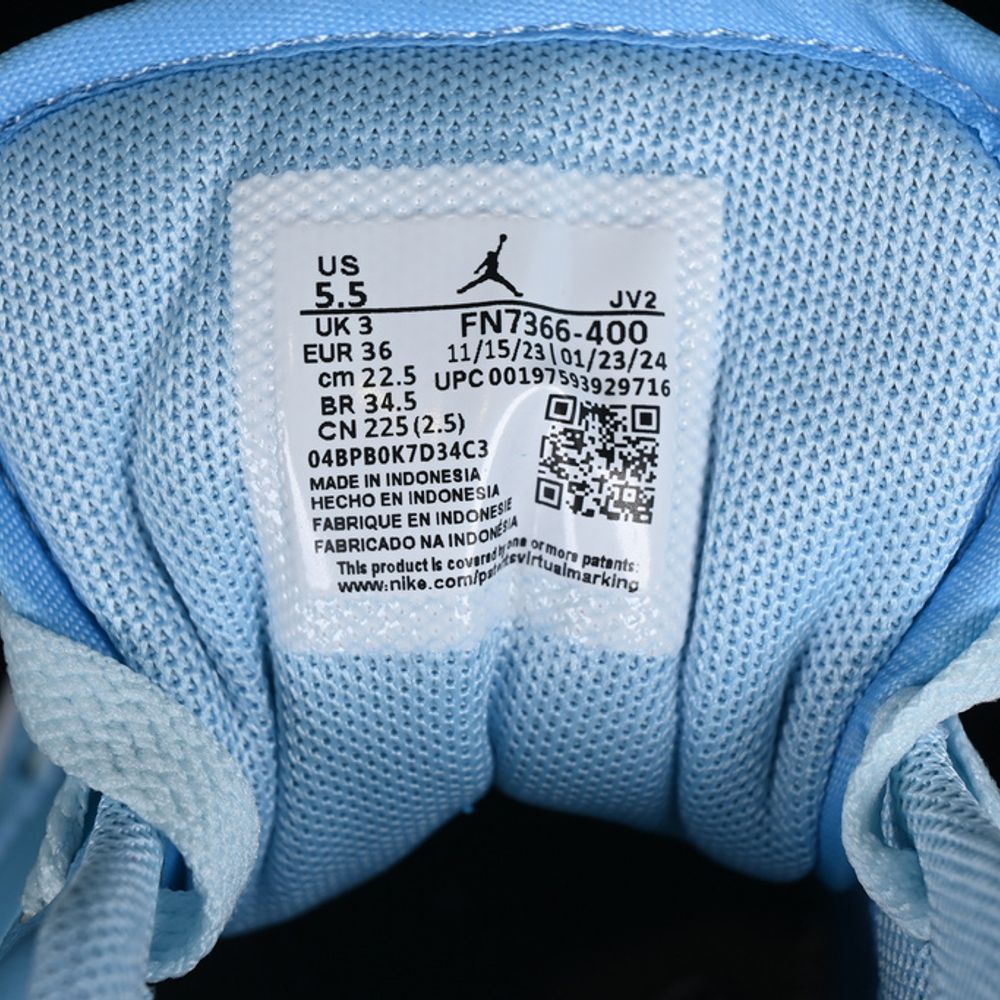 US
5.5
JV2
UK 3
FN7366-400
EUR 36
11/15/23 | 01/23/24
cm 22.5
UPC 00197593929716
BR 34.5
CN 225 (2.5)
04BPB0K7D34C3
MADE IN INDONESIA
HECHO EN INDONESIA
FABRIQUE EN INDONESIE
FABRICADO NA INDONÉSIA
This product is covered by one or more patents:
www.nike.com/patentsvirtualmarking